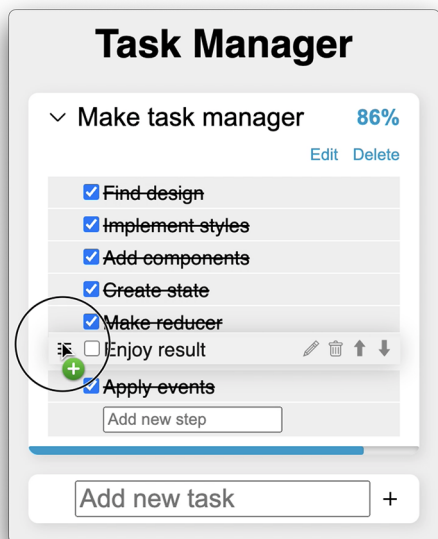 Task Manager
Make task manager 86%
Edit Delete
Find design
Implement styles
Add components
Create state
Make reducer
Enjoy result
Apply events
Add new step
Add new task +